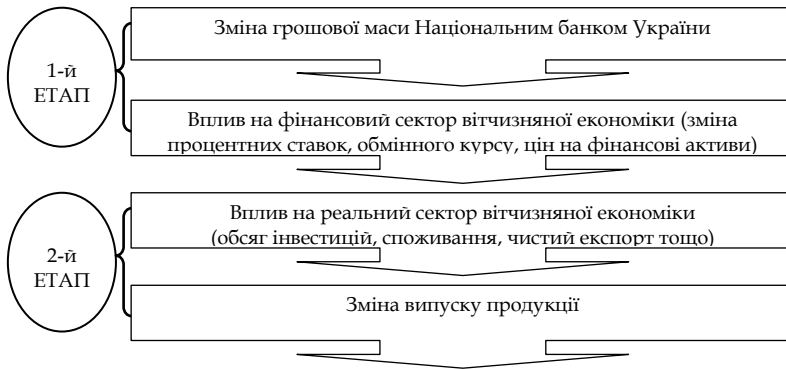 Зміна грошової маси Національним банком України
1-й
ЕТАП
Вплив на фінансовий сектор вітчизняної економіки (зміна
процентних ставок, обмінного курсу, цін на фінансові активи)
Вплив на реальний сектор вітчизняної економіки
(обсяг інвестицій, споживання, чистий експорт тощо)
2-й
ЕТАП
Зміна випуску продукції